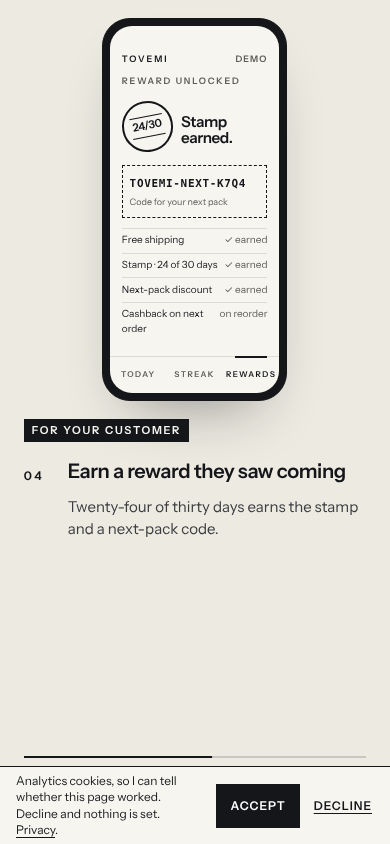 TOVEMI DEMO
REWARD UNLOCKED
24/30
Stamp
earned.
TOVEMI-NEXT-K7Q4
Code for your next pack
Free shipping ✓ earned
Stamp · 24 of 30 days ✓ earned
Next-pack discount ✓ earned
Cashback on next on reorder
order
TODAY STREAK REWARDS
FOR YOUR CUSTOMER
04 Earn a reward they saw coming
Twenty-four of thirty days earns the stamp
and a next-pack code.
Analytics cookies, so I can tell
whether this page worked.
Decline and nothing is set.
Privacy.
ACCEPT DECLINE